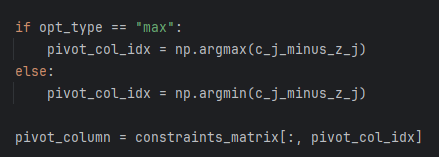 if opt_type == "max":
    pivot_col_idx = np.argmax(c_j_minus_z_j)
else:
    pivot_col_idx = np.argmin(c_j_minus_z_j)
pivot_column = constraints_matrix[:, pivot_col_idx]